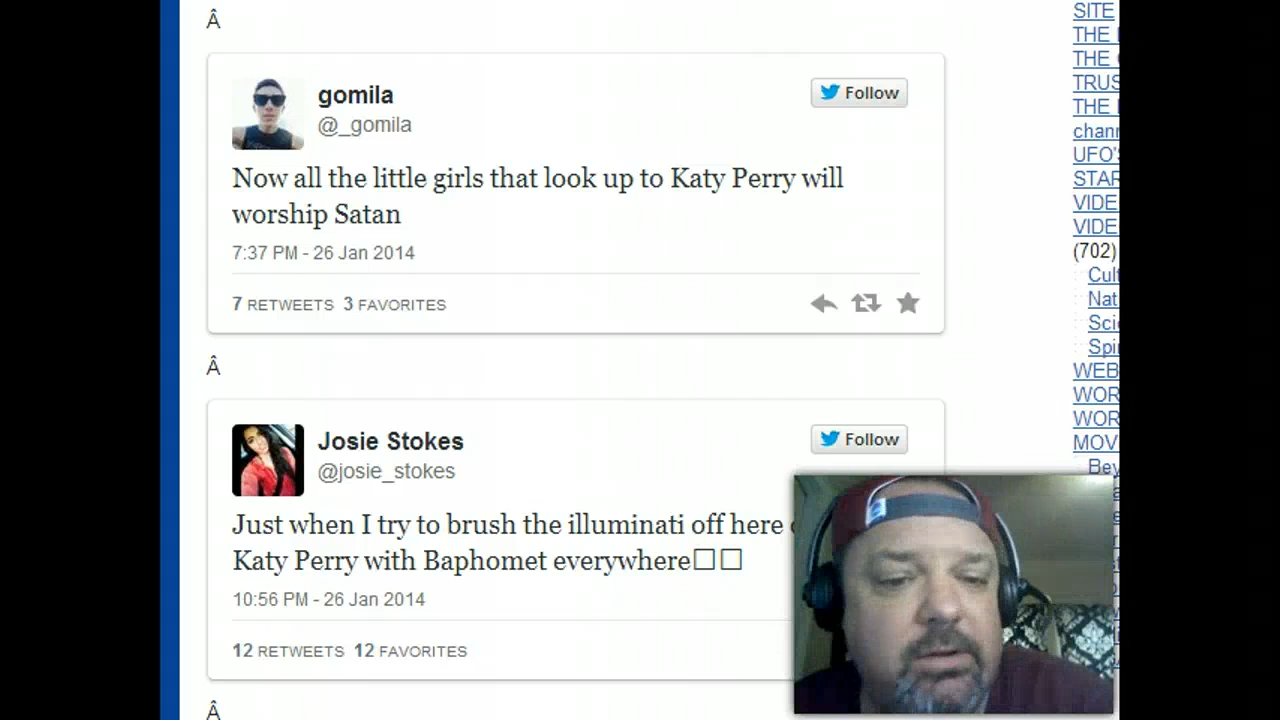 Â
gomila
Follow
@_gomila
Now all the little girls that look up to Katy Perry will
worship Satan
7:37 PM - 26 Jan 2014
7 RETWEETS 3 FAVORITES
Â
Josie Stokes
Follow
@josie_stokes
Just when I try to brush the illuminati off here
Katy Perry with Baphomet everywhere□□
10:56 PM - 26 Jan 2014
12 RETWEETS 12 FAVORITES
Â
SITE
THE
THE
TRUS
THE
chann
UFO'S
STAR
VIDE
VIDE
(702)
Cult
Nat
Sci
Spi
WEB
WOR
WOR
MOV
Bey